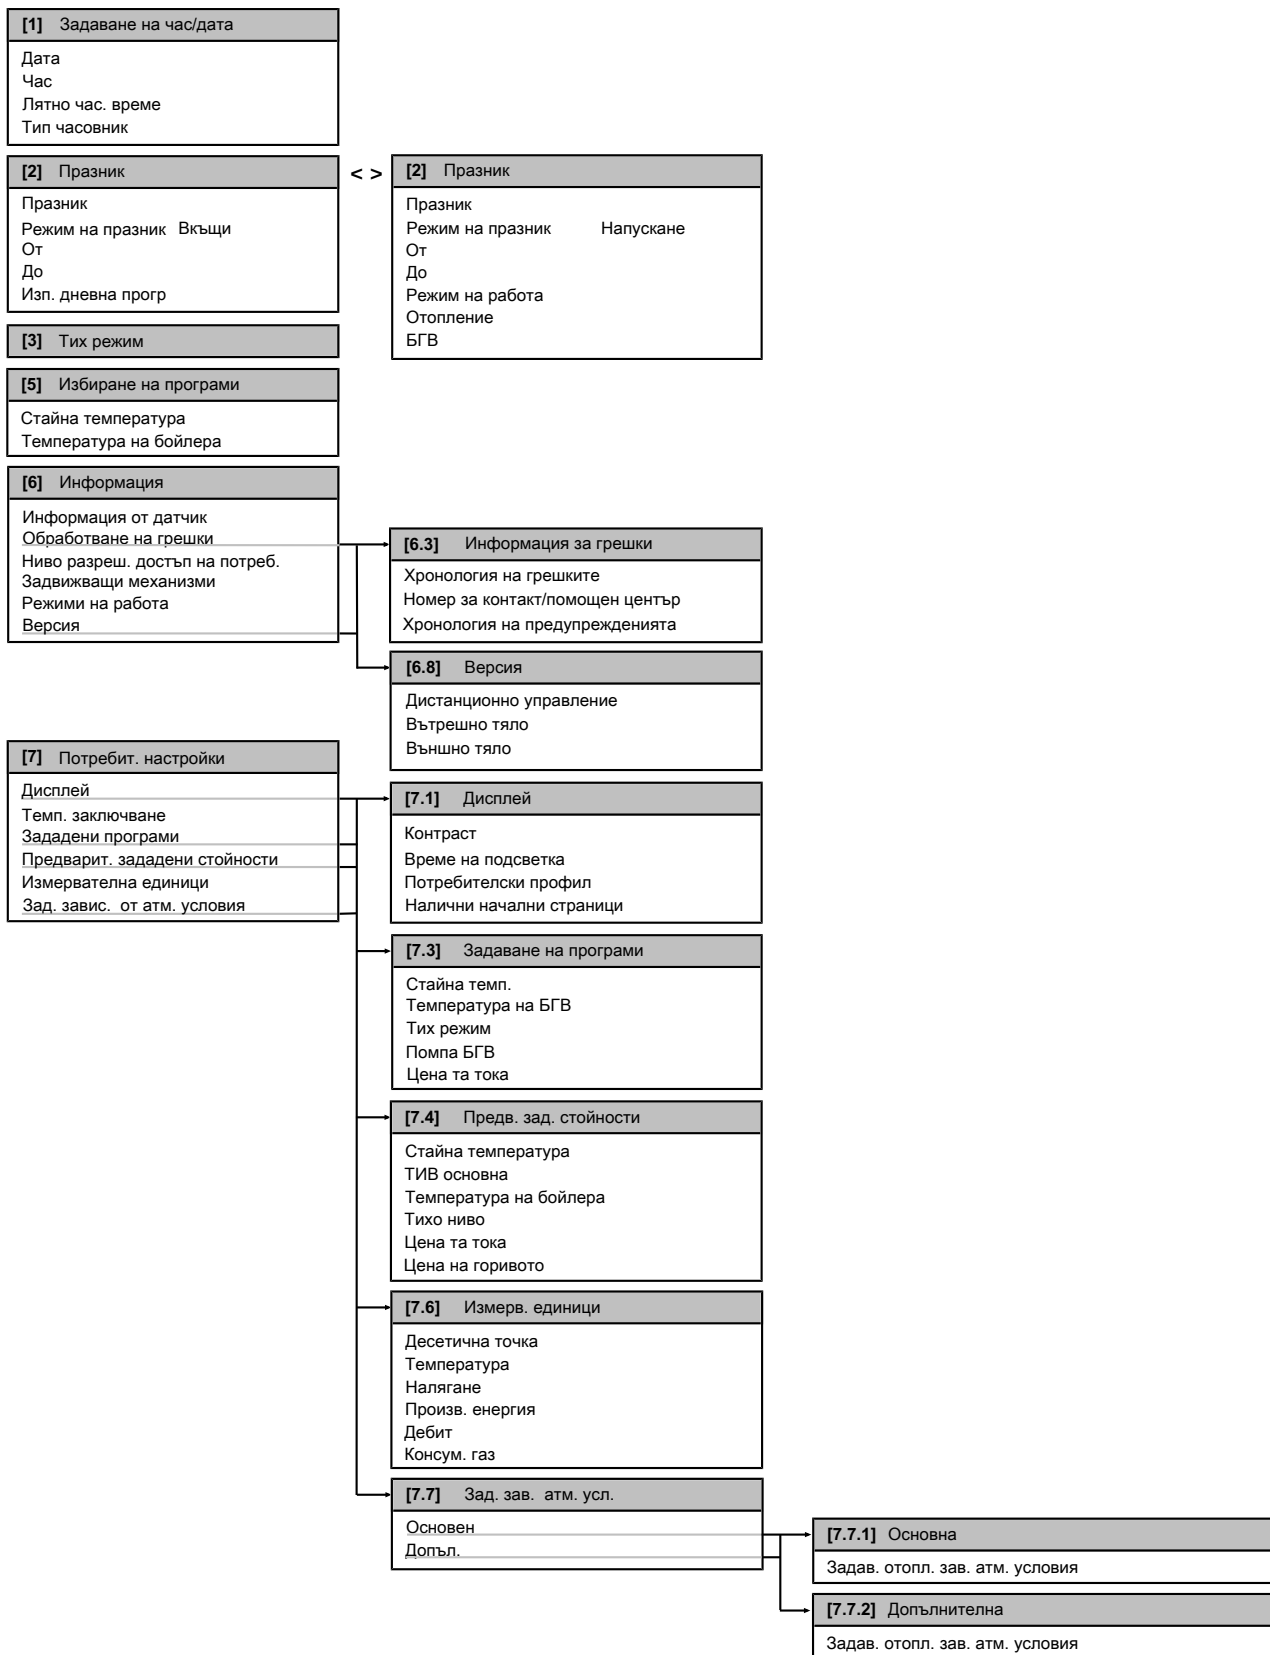 [1] Задаване на час/дата
Дата
Час
Лятно час. време
Тип часовник
[2] Празник
Празник
Режим на празник Вкъщи
От
До
Изп. дневна прогр
< >
[2] Празник
Празник
Режим на празник Напускане
От
До
Режим на работа
Отопление
БГВ
[3] Тих режим
[5] Избиране на програми
Стайна температура
Температура на бойлера
[6] Информация
Информация от датчик
Обработване на грешки
Ниво разреш. достъп на потреб.
Задвижващи механизми
Режими на работа
Версия
[6.3] Информация за грешки
Хронология на грешките
Номер за контакт/помощен център
Хронология на предупрежденията
[6.8] Версия
Дистанционно управление
Вътрешно тяло
Външно тяло
[7] Потребит. настройки
Дисплей
Темп. заключване
Зададени програми
Предварит. зададени стойности
Измервателна единици
Зад. завис. от атм. условия
[7.1] Дисплей
Контраст
Време на подсветка
Потребителски профил
Налични начални страници
[7.3] Задаване на програми
Стайна темп.
Температура на БГВ
Тих режим
Помпа БГВ
Цена та тока
[7.4] Предв. зад. стойности
Стайна температура
ТИВ основна
Температура на бойлера
Тихо ниво
Цена та тока
Цена на горивото
[7.6] Измерв. единици
Десетична точка
Температура
Налягане
Произв. енергия
Дебит
Консум. газ
[7.7] Зад. зав. атм. усл.
Основен
Допъл.
[7.7.1] Основна
Задав. отопл. зав. атм. условия
[7.7.2] Допълнителна
Задав. отопл. зав. атм. условия